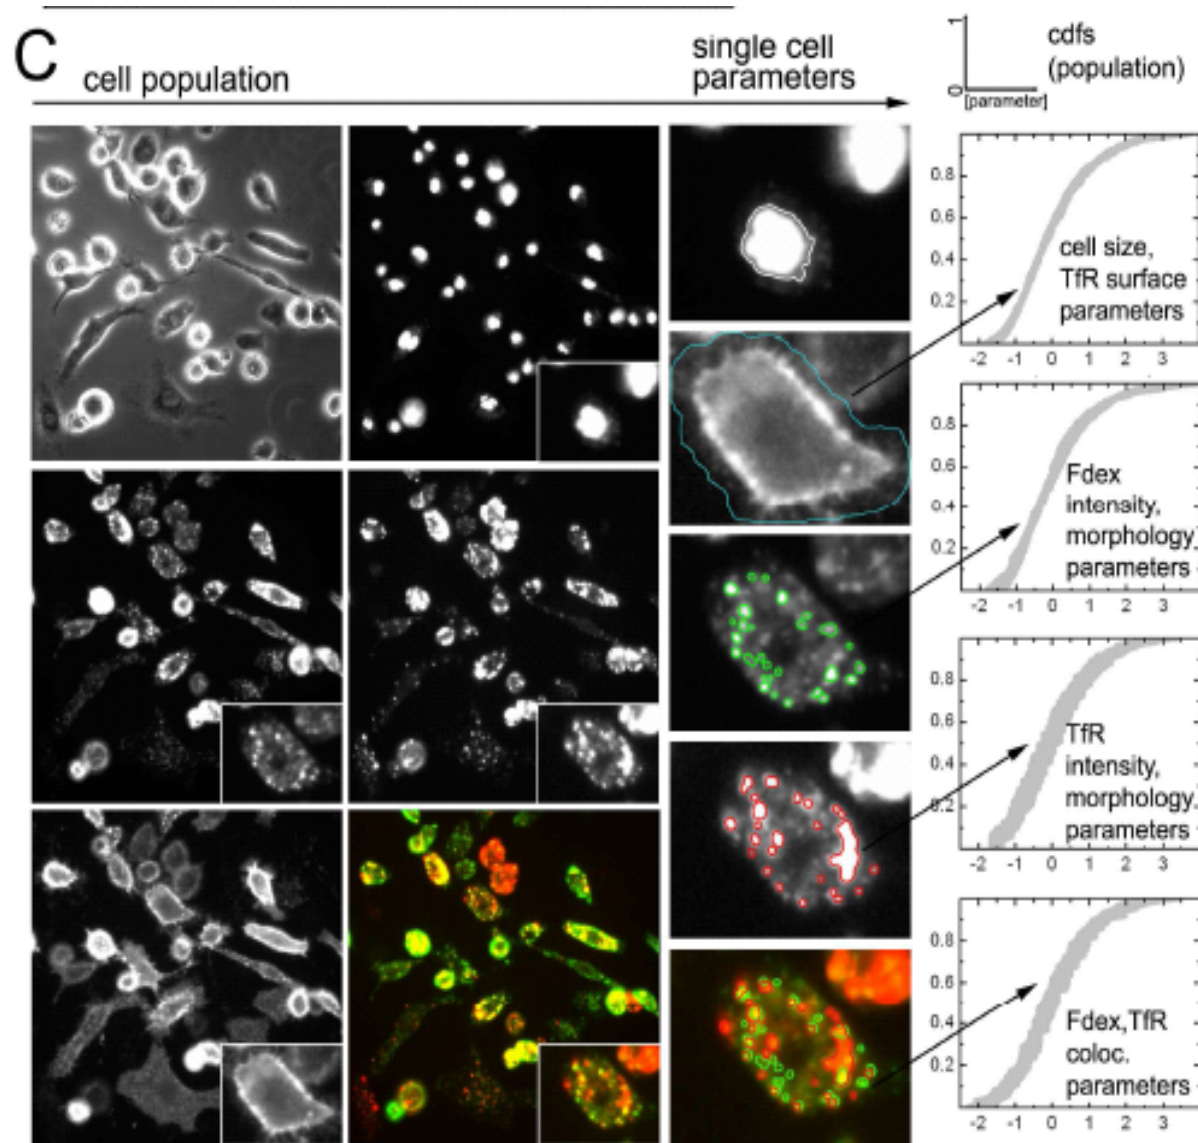 C
cell population
single cell
parameters
cdfs
(population)
1
0
[parameter]
0.8
0.6
0.4
0.2
cell size,
TfR surface
parameters
-2 -1 0 1 2 3
0.8
0.6
0.4
0.2
Fdex
intensity,
morphology
parameters
-2 -1 0 1 2 3
0.8
0.6
0.4
0.2
TfR
intensity,
morphology
parameters
-2 -1 0 1 2 3
0.8
0.6
0.4
0.2
Fdex,TfR
coloc.
parameters
-2 -1 0 1 2 3